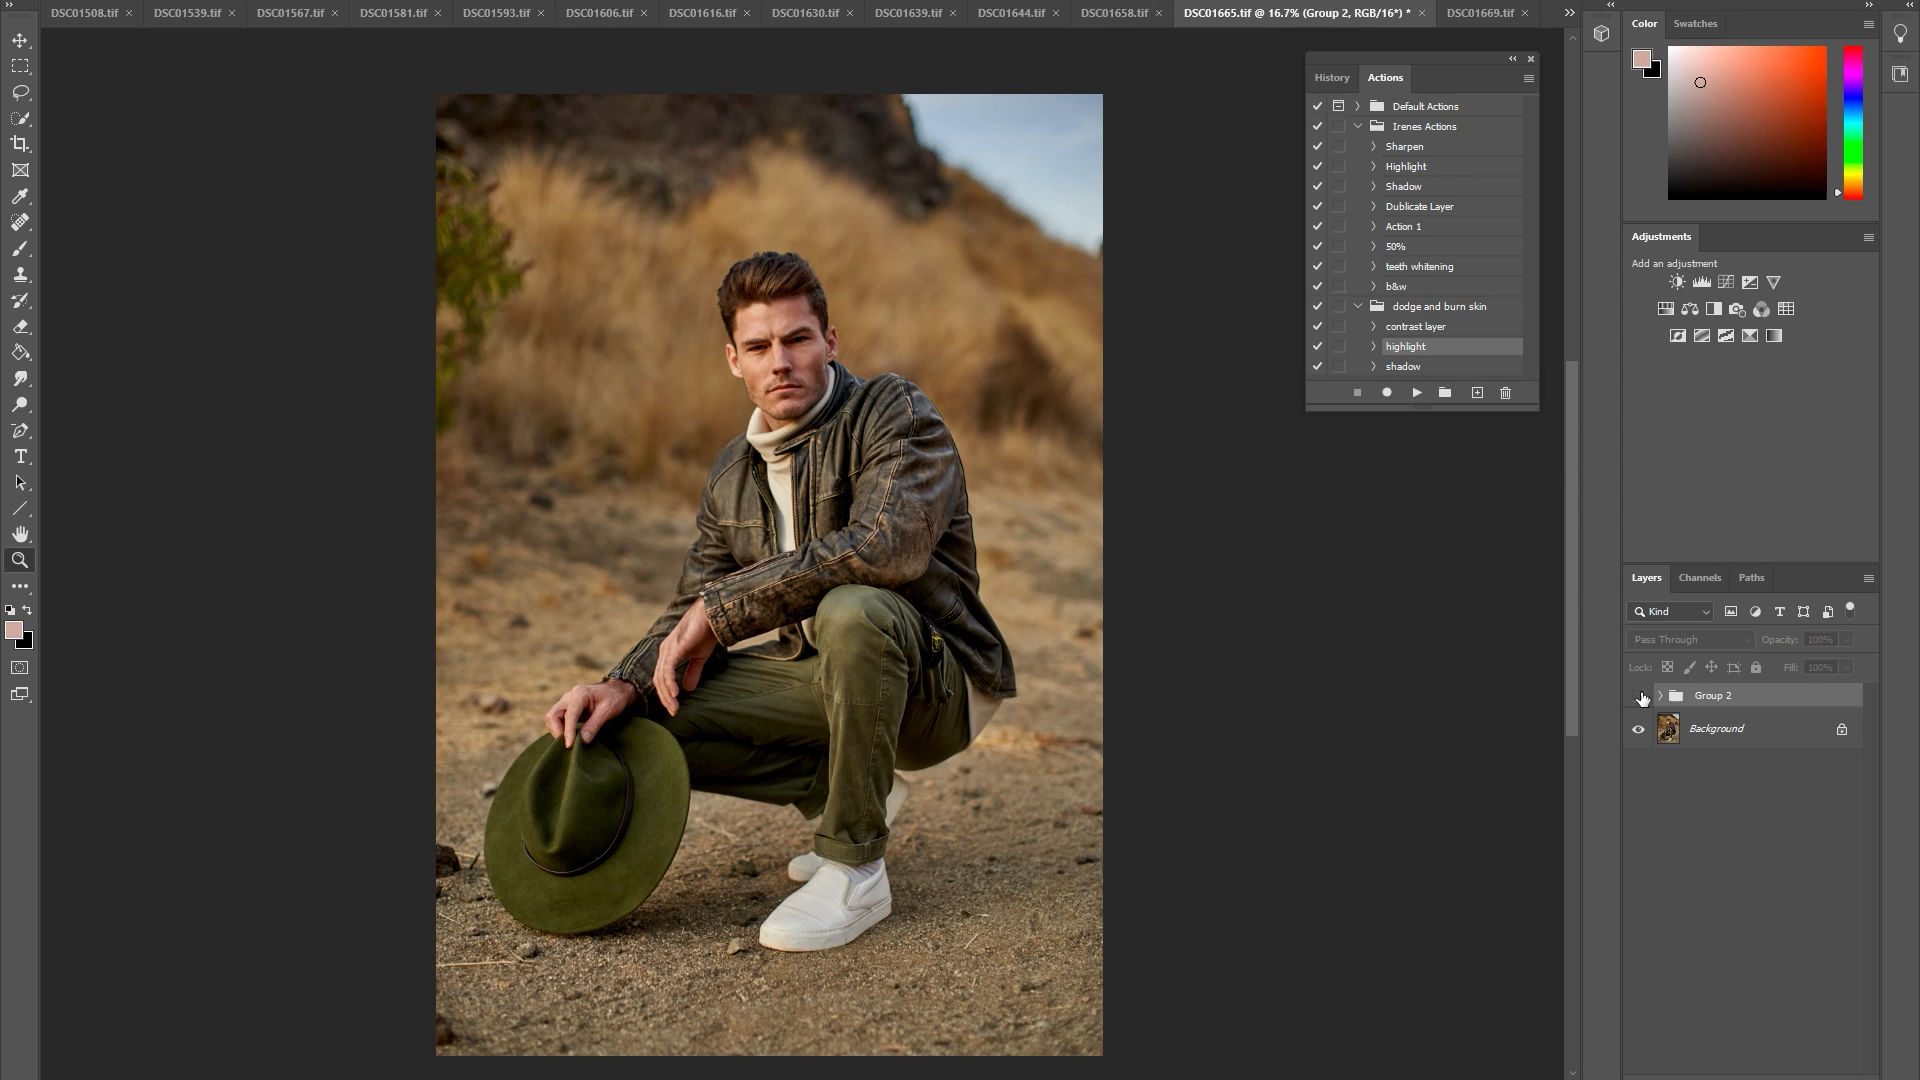 DSC01508.tif × DSC01539.tif × DSC01567.tif × DSC01581.tif × DSC01593.tif × DSC01606.tif × DSC01616.tif × DSC01630.tif × DSC01639.tif × DSC01644.tif × DSC01658.tif × DSC01665.tif @ 16.7% (Group 2, RGB/16*) * × DSC01669.tif ×
Color Swatches
History Actions
Default Actions
Irenes Actions
Sharpen
Highlight
Shadow
Dublicate Layer
Action 1
50%
teeth whitening
b&w
dodge and burn skin
contrast layer
highlight
shadow
Adjustments
Add an adjustment
Layers Channels Paths
Kind
Pass Through Opacity: 100%
Lock: Fill: 100%
Group 2
Background